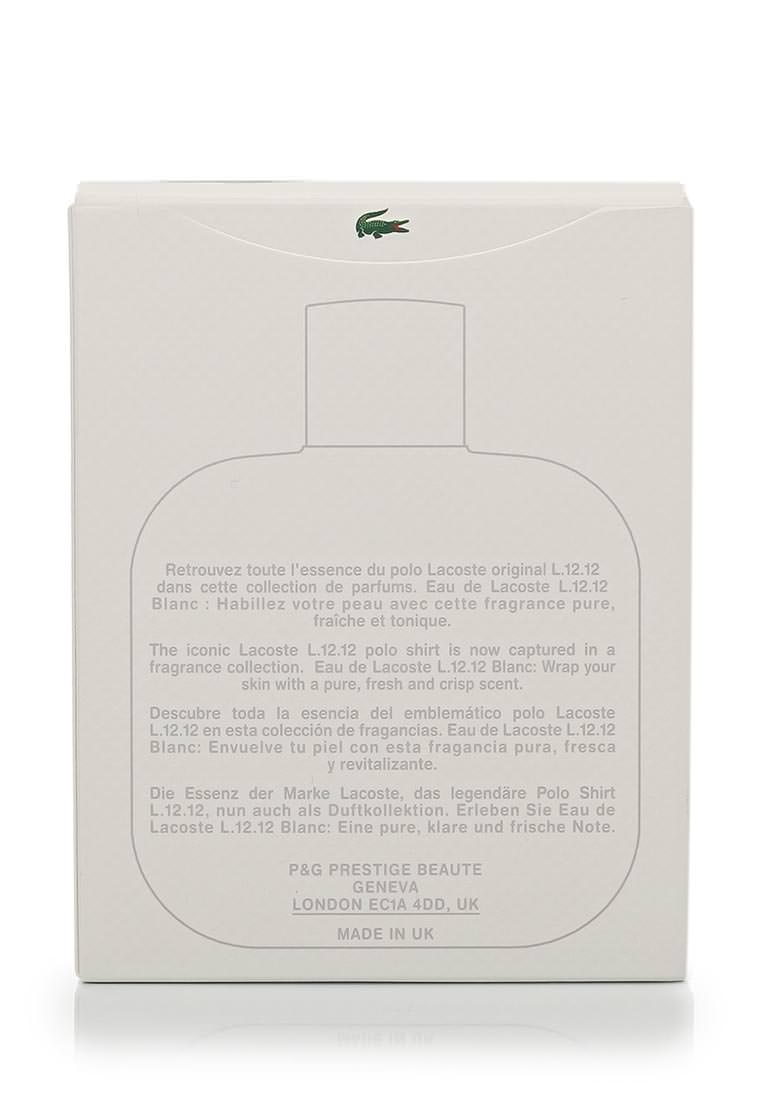 Retrouvez toute l'essence du polo Lacoste original L.12.12
dans cette collection de parfums. Eau de Lacoste L.12.12
Blanc : Habillez votre peau avec cette fragrance pure,
fraîche et tonique.
The iconic Lacoste L.12.12 polo shirt is now captured in a
fragrance collection. Eau de Lacoste L.12.12 Blanc: Wrap your
skin with a pure, fresh and crisp scent.
Descubre toda la esencia del emblemático polo Lacoste
L.12.12 en esta colección de fragancias. Eau de Lacoste L.12.12
Blanc: Envuelve tu piel con esta fragancia pura, fresca
y revitalizante.
Die Essenz der Marke Lacoste, das legendäre Polo Shirt
L.12.12, nun auch als Duftkollektion. Erleben Sie Eau de
Lacoste L.12.12 Blanc: Eine pure, klare und frische Note.
P&G PRESTIGE BEAUTE
GENEVA
LONDON EC1A 4DD, UK
MADE IN UK